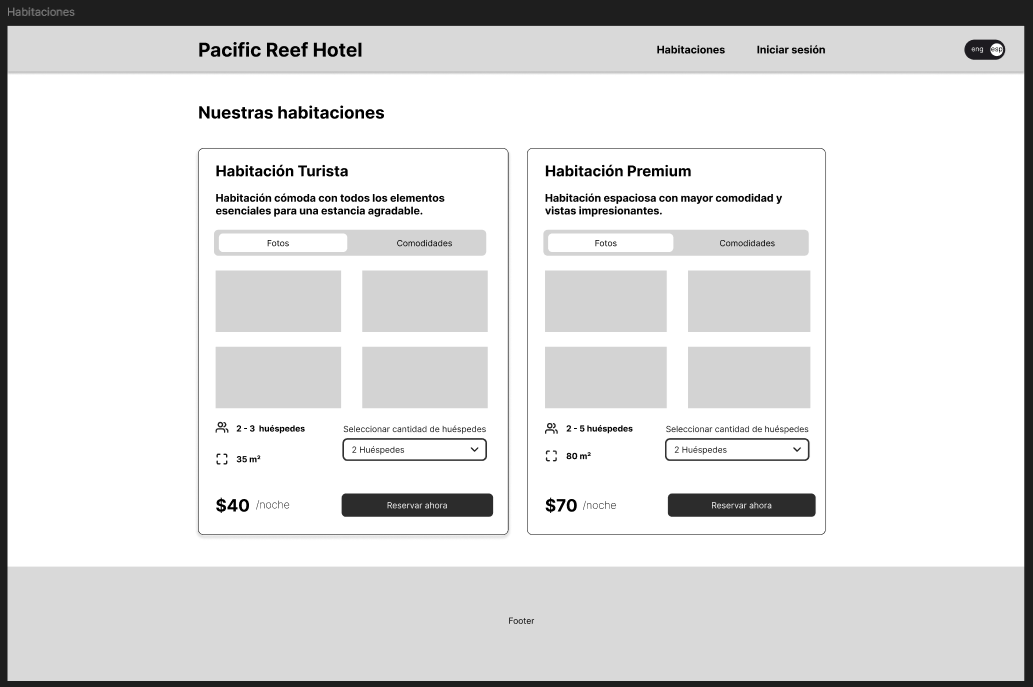 Habitaciones
Pacific Reef Hotel
Habitaciones
Iniciar sesión
eng
esp
Nuestras habitaciones
Habitación Turista
Habitación cómoda con todos los elementos
esenciales para una estancia agradable.
Fotos
Comodidades
2 - 3 huéspedes
Seleccionar cantidad de huéspedes
2 Huéspedes
35 m²
$40 /noche
Reservar ahora
Habitación Premium
Habitación espaciosa con mayor comodidad y
vistas impresionantes.
Fotos
Comodidades
2 - 5 huéspedes
Seleccionar cantidad de huéspedes
2 Huéspedes
80 m²
$70 /noche
Reservar ahora
Footer